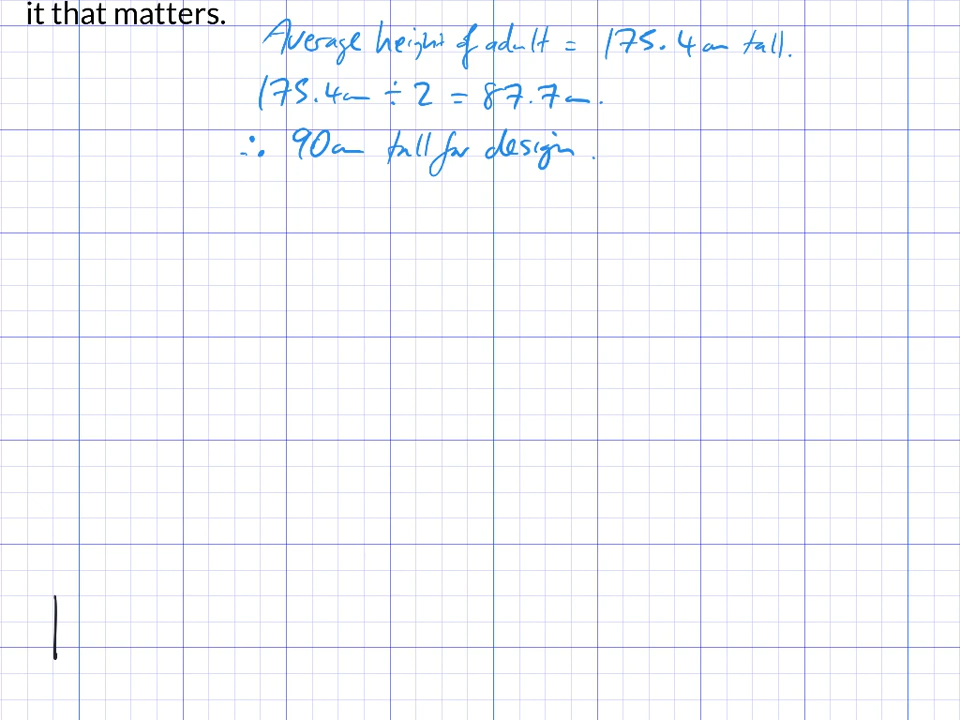 it that matters.
Average height of adult = 175.4cm tall.
175.4cm ÷ 2 = 87.7cm.
∴ 90cm tall for design.